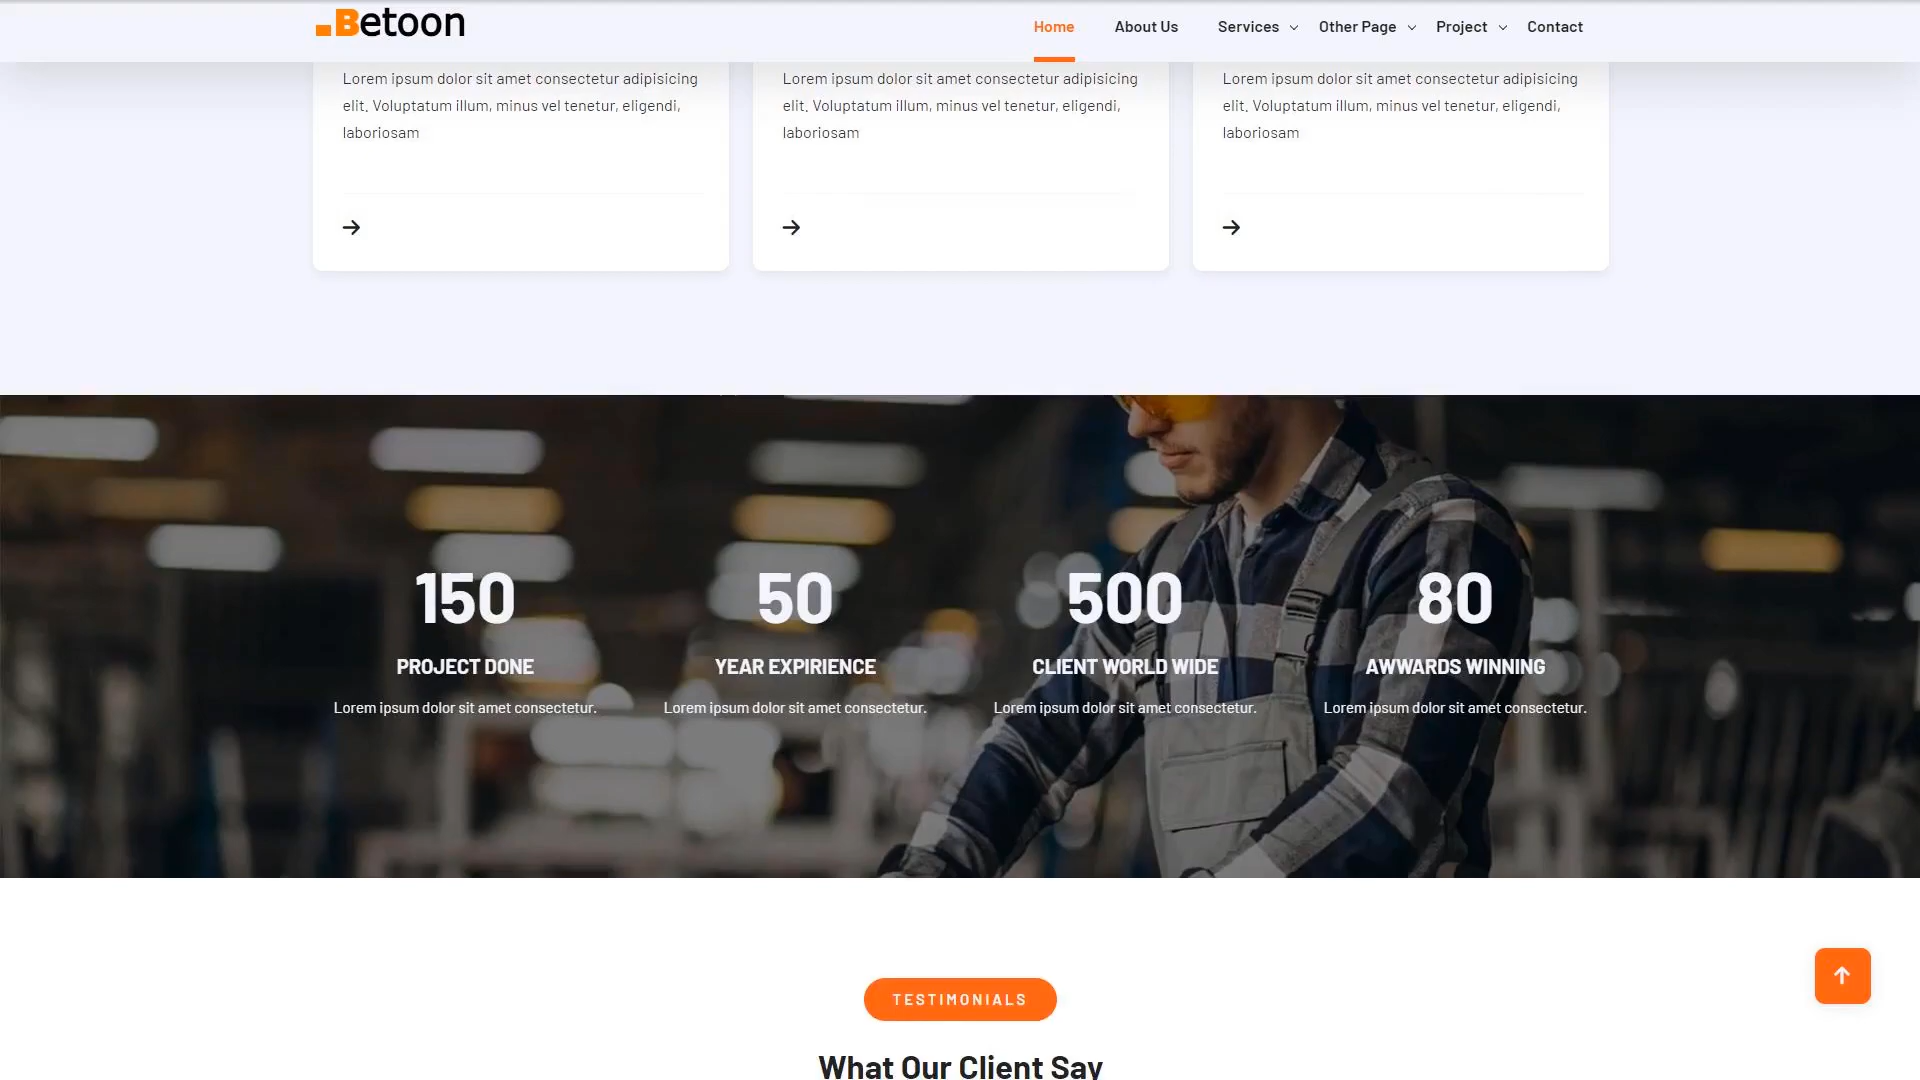 Betoon
Home About Us Services Other Page Project Contact
Lorem ipsum dolor sit amet consectetur adipisicing
elit. Voluptatum illum, minus vel tenetur, eligendi,
laboriosam
Lorem ipsum dolor sit amet consectetur adipisicing
elit. Voluptatum illum, minus vel tenetur, eligendi,
laboriosam
Lorem ipsum dolor sit amet consectetur adipisicing
elit. Voluptatum illum, minus vel tenetur, eligendi,
laboriosam
150
PROJECT DONE
Lorem ipsum dolor sit amet consectetur.
50
YEAR EXPIRIENCE
Lorem ipsum dolor sit amet consectetur.
500
CLIENT WORLD WIDE
Lorem ipsum dolor sit amet consectetur.
80
AWWARDS WINNING
Lorem ipsum dolor sit amet consectetur.
TESTIMONIALS
What Our Client Say